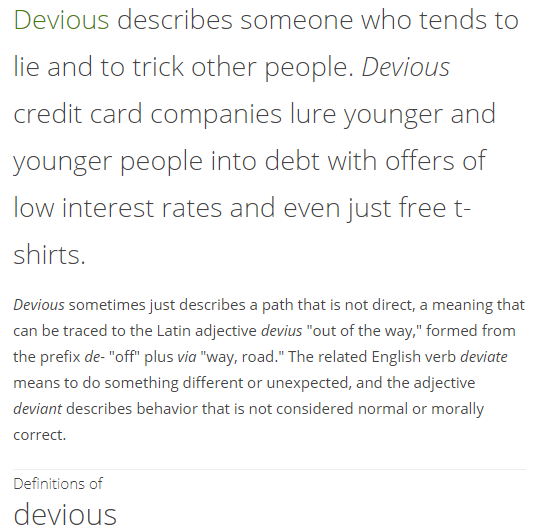 Devious describes someone who tends to
lie and to trick other people. Devious
credit card companies lure younger and
younger people into debt with offers of
low interest rates and even just free t-
shirts.
Devious sometimes just describes a path that is not direct, a meaning that
can be traced to the Latin adjective devius "out of the way," formed from
the prefix de- "off" plus via "way, road." The related English verb deviate
means to do something different or unexpected, and the adjective
deviant describes behavior that is not considered normal or morally
correct.
Definitions of
devious